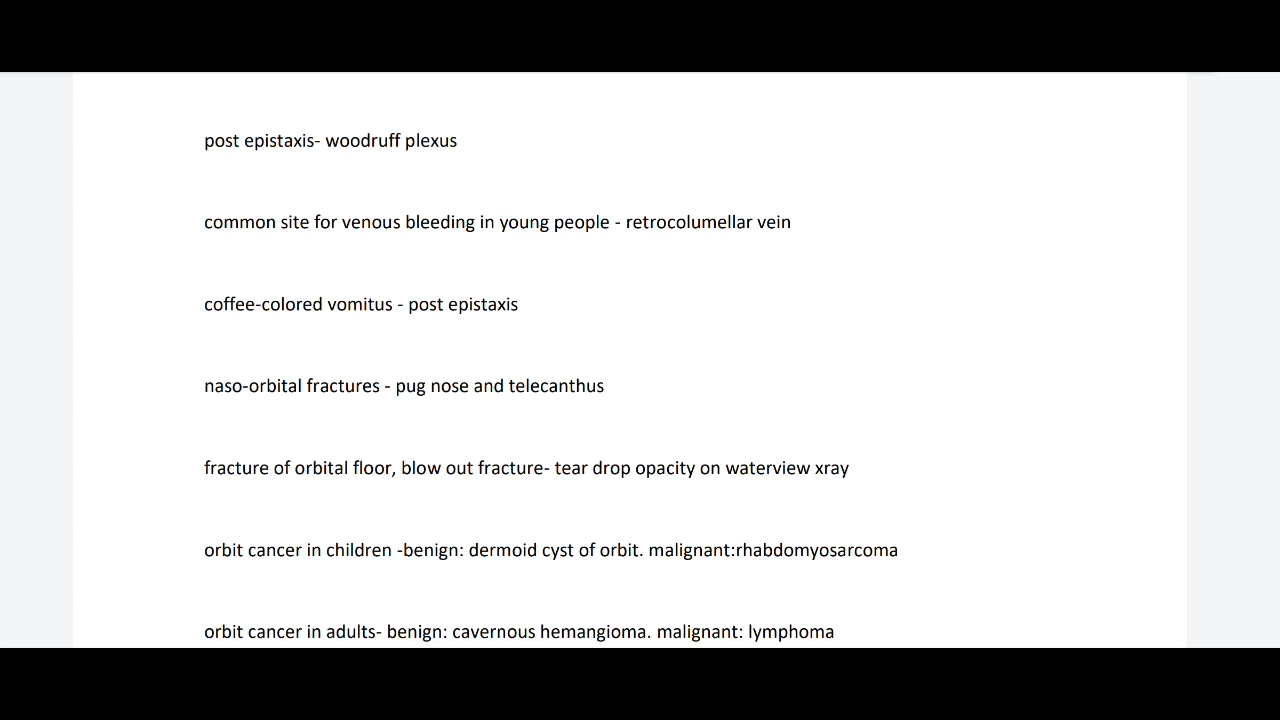 post epistaxis- woodruff plexus
common site for venous bleeding in young people - retrocolumellar vein
coffee-colored vomitus - post epistaxis
naso-orbital fractures - pug nose and telecanthus
fracture of orbital floor, blow out fracture- tear drop opacity on waterview xray
orbit cancer in children -benign: dermoid cyst of orbit. malignant:rhabdomyosarcoma
orbit cancer in adults- benign: cavernous hemangioma. malignant: lymphoma